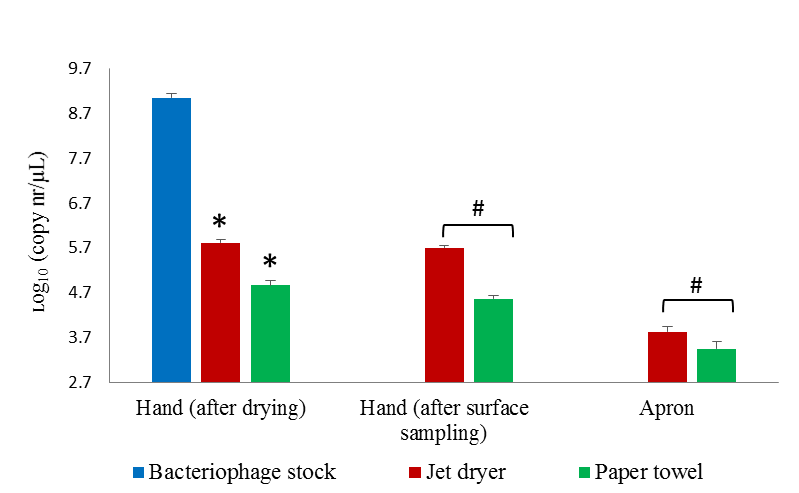 9.7
8.7
7.7
6.7
5.7
4.7
3.7
2.7
Log10 (copy nr/µL)
*
*
#
#
Hand (after drying)
Hand (after surface
sampling)
Apron
Bacteriophage stock
Jet dryer
Paper towel